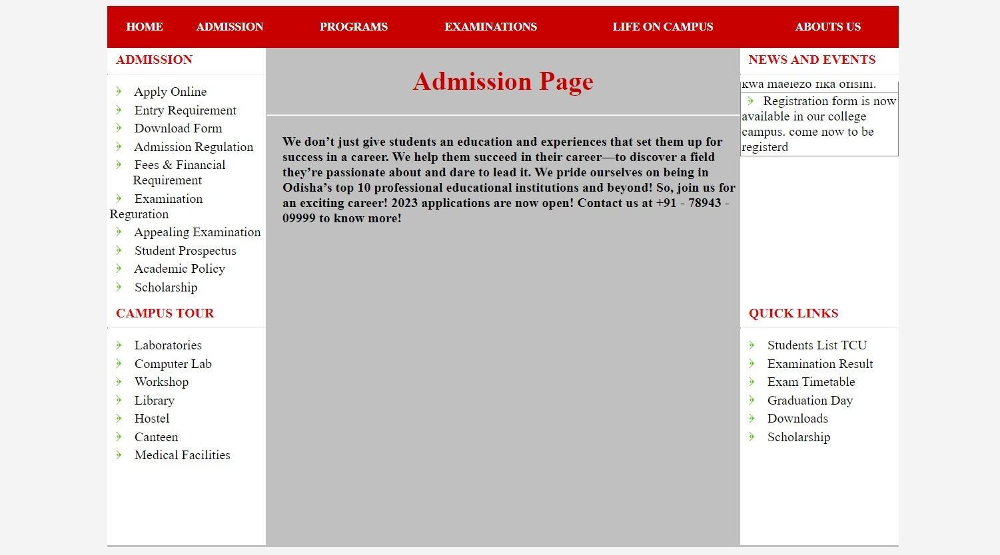 HOME ADMISSION PROGRAMS EXAMINATIONS LIFE ON CAMPUS ABOUTS US
ADMISSION
Apply Online
Entry Requirement
Download Form
Admission Regulation
Fees & Financial
Requirement
Examination
Reguration
Appealing Examination
Student Prospectus
Academic Policy
Scholarship
CAMPUS TOUR
Laboratories
Computer Lab
Workshop
Library
Hostel
Canteen
Medical Facilities
Admission Page
We don’t just give students an education and experiences that set them up for
success in a career. We help them succeed in their career—to discover a field
they’re passionate about and dare to lead it. We pride ourselves on being in
Odisha’s top 10 professional educational institutions and beyond! So, join us for
an exciting career! 2023 applications are now open! Contact us at +91 - 78943 -
09999 to know more!
NEWS AND EVENTS
kwa maelezo fika ofisini.
Registration form is now
available in our college
campus. come now to be
registerd
QUICK LINKS
Students List TCU
Examination Result
Exam Timetable
Graduation Day
Downloads
Scholarship